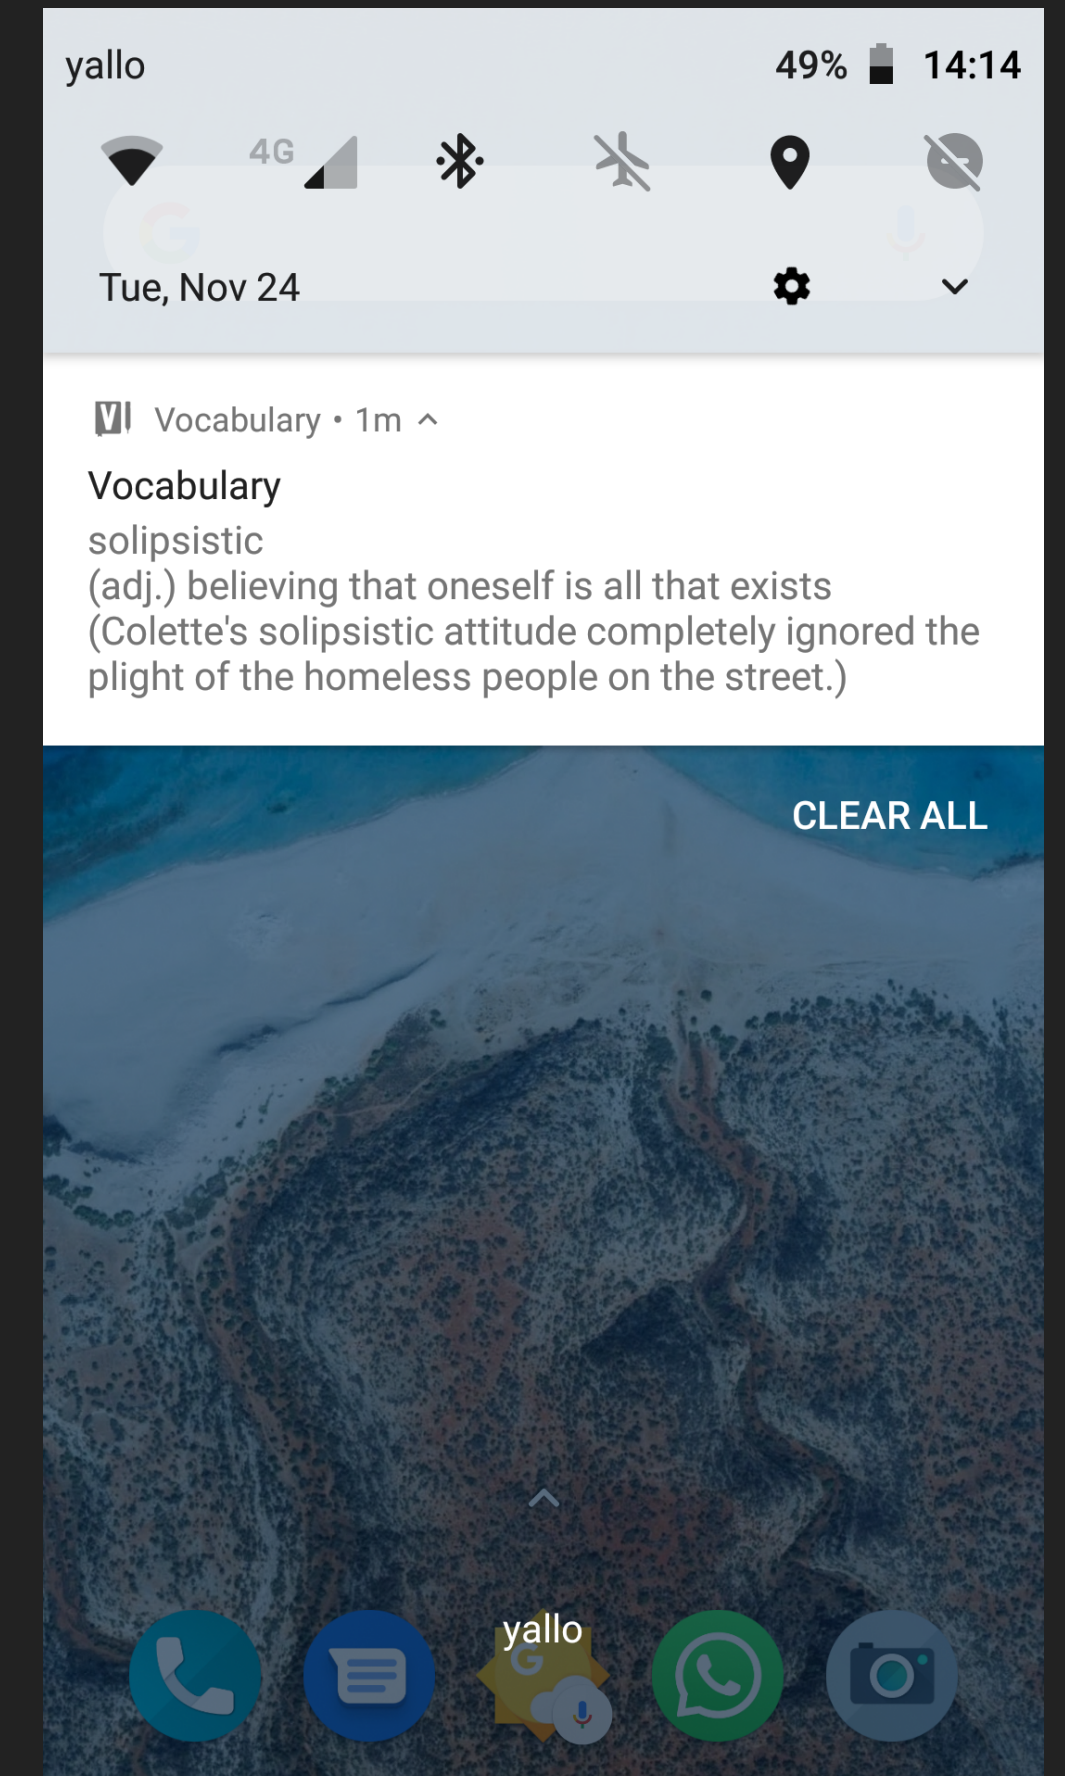 yallo 49% 14:14
4G
Tue, Nov 24
Vocabulary • 1m
Vocabulary
solipsistic
(adj.) believing that oneself is all that exists
(Colette's solipsistic attitude completely ignored the
plight of the homeless people on the street.)
CLEAR ALL
yallo